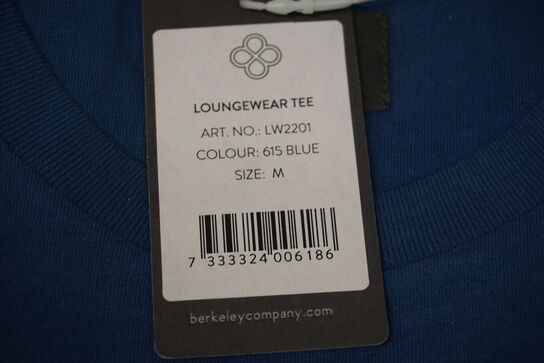 LOUNGEWEAR TEE
ART. NO.: LW2201
COLOUR: 615 BLUE
SIZE: M
7 333324 006186
berkeleycompany.com